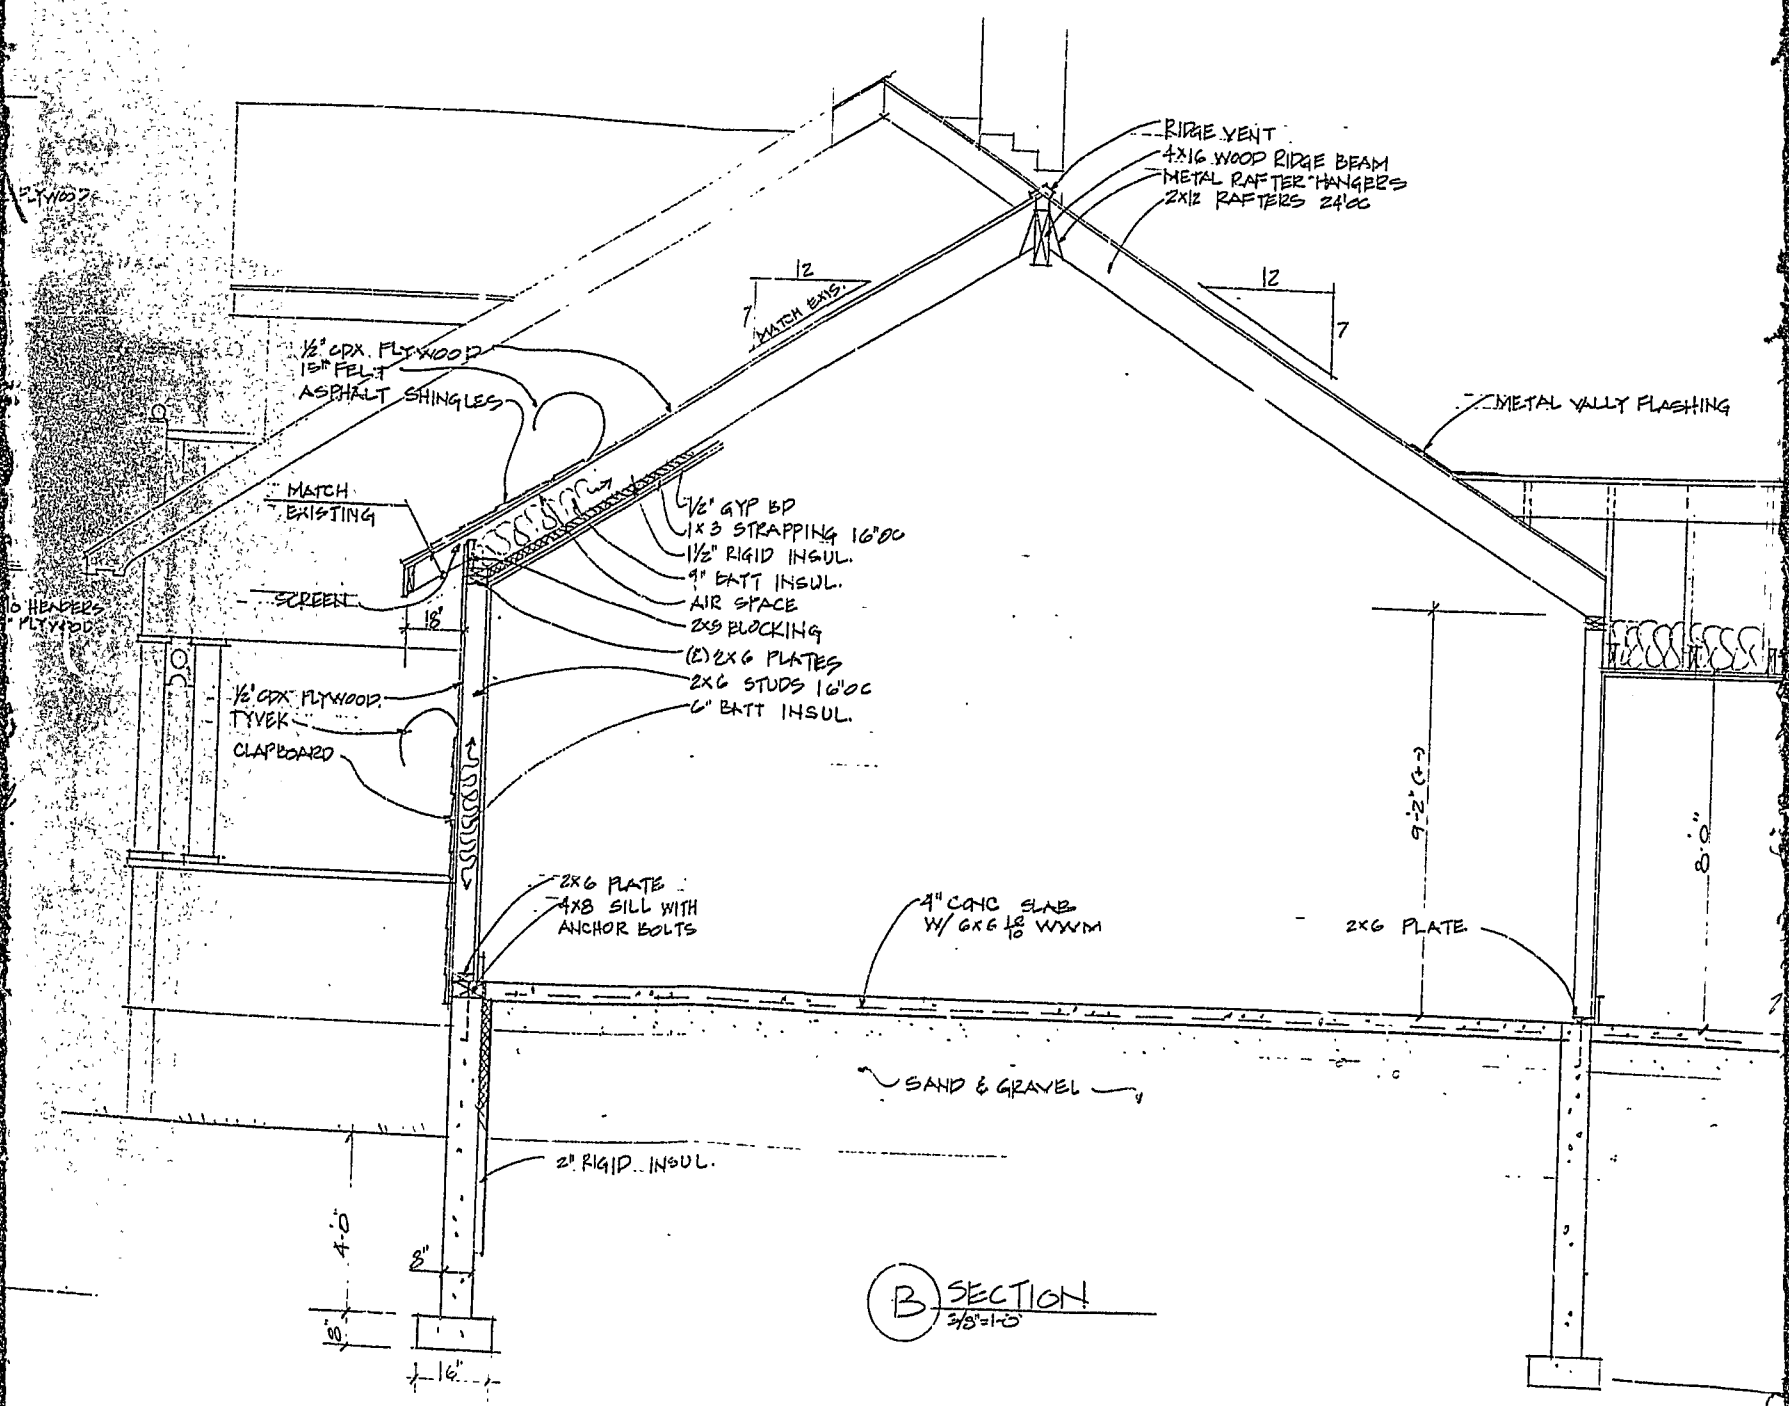 RIDGE VENT
4X16 WOOD RIDGE BEAM
METAL RAFTER HANGERS
2X12 RAFTERS 24"OC
PLYWOOD
12
7
MATCH EXIS.
12
7
1/2" CDX PLYWOOD
15# FELT
ASPHALT SHINGLES
METAL VALLY FLASHING
MATCH
EXISTING
1/2" GYP BD
1X3 STRAPPING 16"OC
1 1/2" RIGID INSUL.
9" BATT INSUL.
AIR SPACE
2X8 BLOCKING
(2) 2X6 PLATES
2X6 STUDS 16"OC
6" BATT INSUL.
SCREEN
18"
HEADERS
PLYWOOD
1/2" CDX PLYWOOD
TYVEK
CLAPBOARD
9'-2" (+-)
8'-0"
2X6 PLATE
4X8 SILL WITH
ANCHOR BOLTS
4" CONC SLAB
W/ 6X6 10/10 WWM
2X6 PLATE
SAND & GRAVEL
2" RIGID INSUL.
4'-0"
8"
8"
16"
B SECTION
3/8"=1'-0"